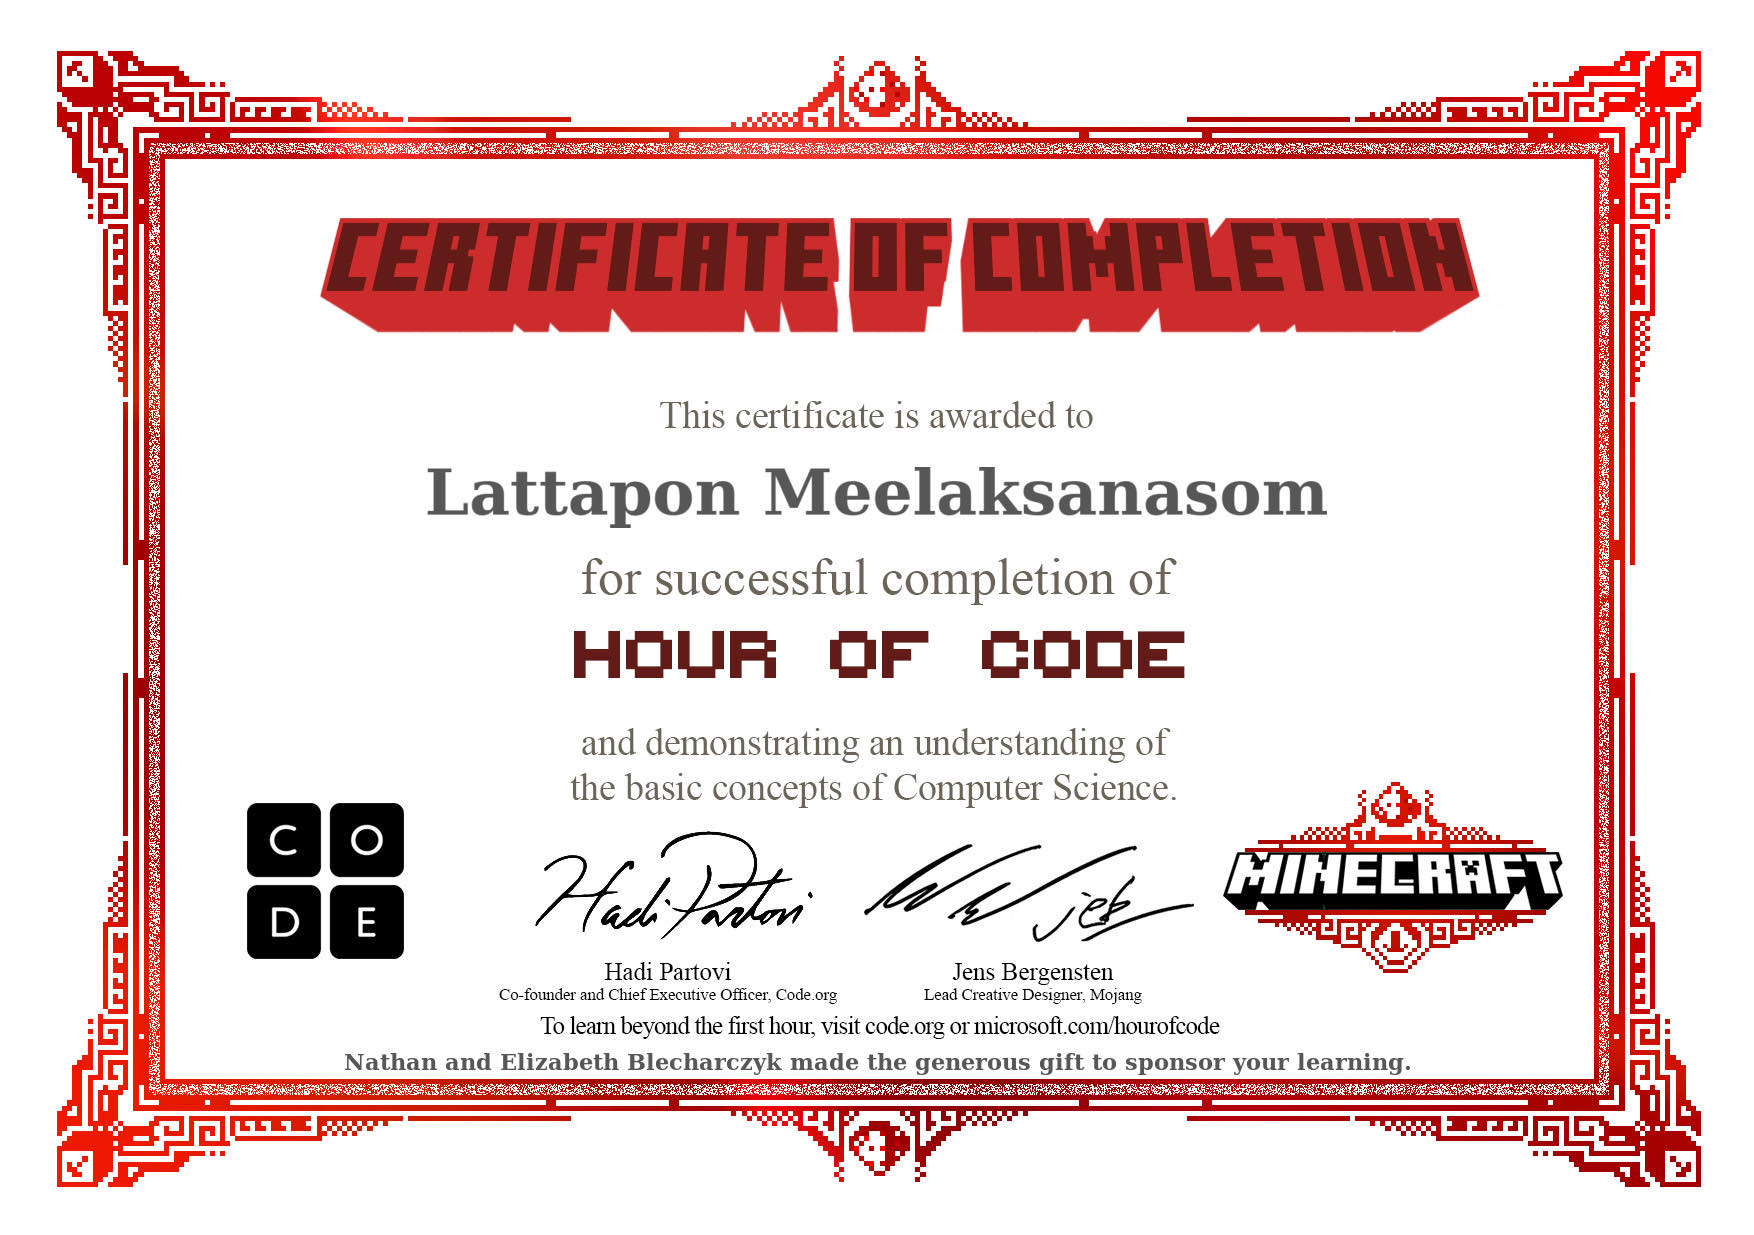 CERTIFICATE OF COMPLETION
This certificate is awarded to
Lattapon Meelaksanasom
for successful completion of
HOUR OF CODE
and demonstrating an understanding of
the basic concepts of Computer Science.
C O
D E
Hadi Partovi
jeb
MINECRAFT
Hadi Partovi
Co-founder and Chief Executive Officer, Code.org
Jens Bergensten
Lead Creative Designer, Mojang
To learn beyond the first hour, visit code.org or microsoft.com/hourofcode
Nathan and Elizabeth Blecharczyk made the generous gift to sponsor your learning.